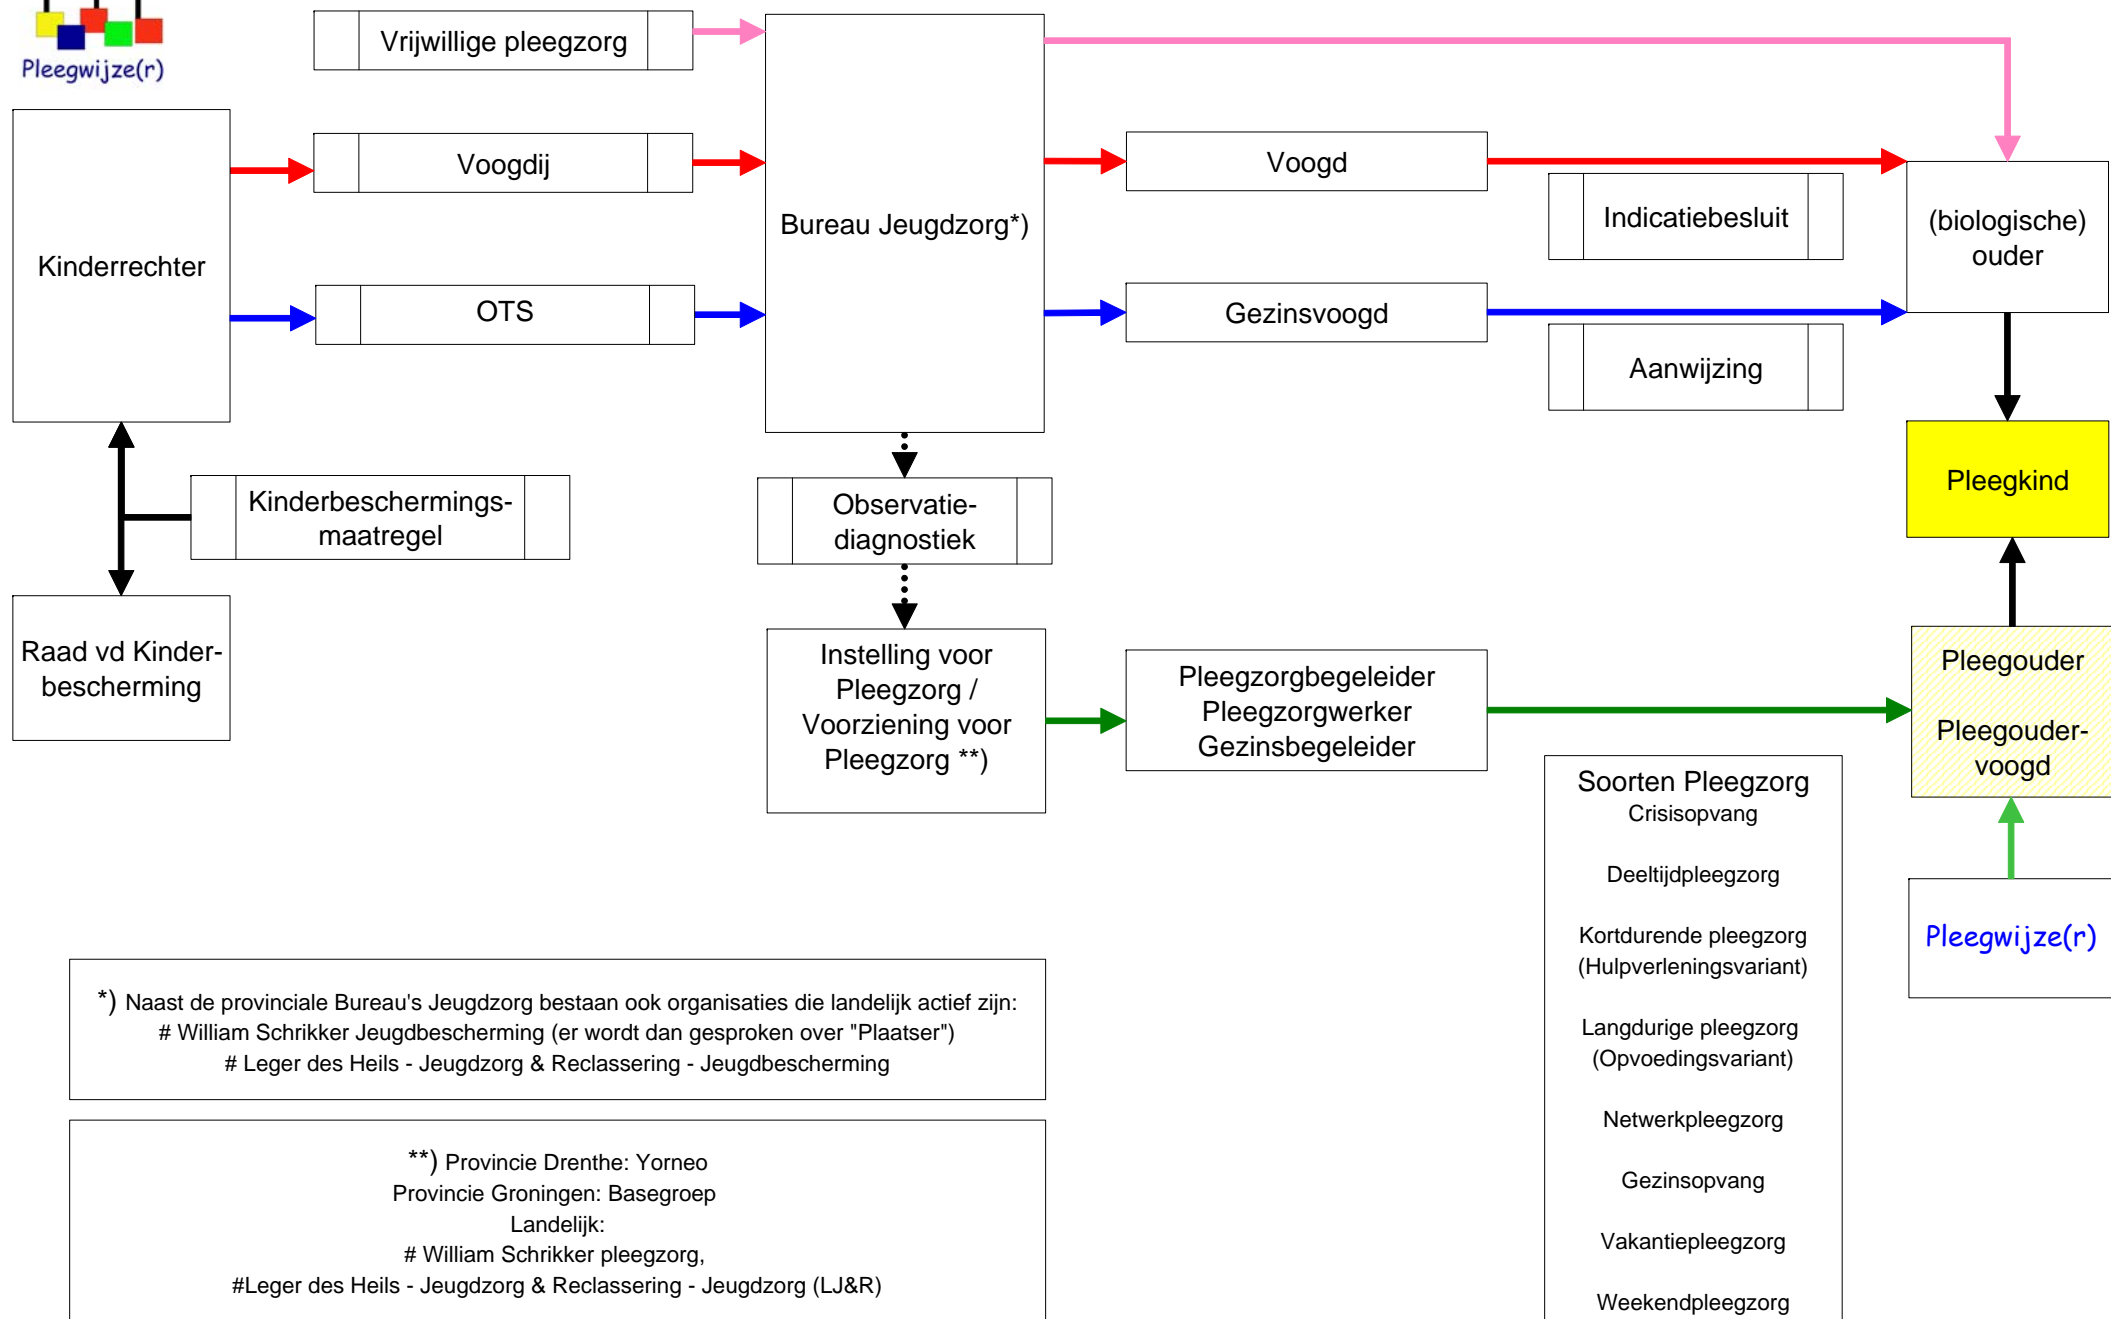 Pleegwijze(r)
Vrijwillige pleegzorg
Kinderrechter
Voogdij
OTS
Bureau Jeugdzorg*)
Voogd
Gezinsvoogd
Indicatiebesluit
Aanwijzing
(biologische)
ouder
Kinderbeschermings-
maatregel
Raad vd Kinder-
bescherming
Observatie-
diagnostiek
Instelling voor
Pleegzorg /
Voorziening voor
Pleegzorg **)
Pleegzorgbegeleider
Pleegzorgwerker
Gezinsbegeleider
Pleegkind
Pleegouder
Pleegouder-
voogd
Pleegwijze(r)
Soorten Pleegzorg
Crisisopvang
Deeltijdpleegzorg
Kortdurende pleegzorg
(Hulpverleningsvariant)
Langdurige pleegzorg
(Opvoedingsvariant)
Netwerkpleegzorg
Gezinsopvang
Vakantiepleegzorg
Weekendpleegzorg
*) Naast de provinciale Bureau's Jeugdzorg bestaan ook organisaties die landelijk actief zijn:
# William Schrikker Jeugdbescherming (er wordt dan gesproken over "Plaatser")
# Leger des Heils - Jeugdzorg & Reclassering - Jeugdbescherming
**) Provincie Drenthe: Yorneo
Provincie Groningen: Basegroep
Landelijk:
# William Schrikker pleegzorg,
#Leger des Heils - Jeugdzorg & Reclassering - Jeugdzorg (LJ&R)